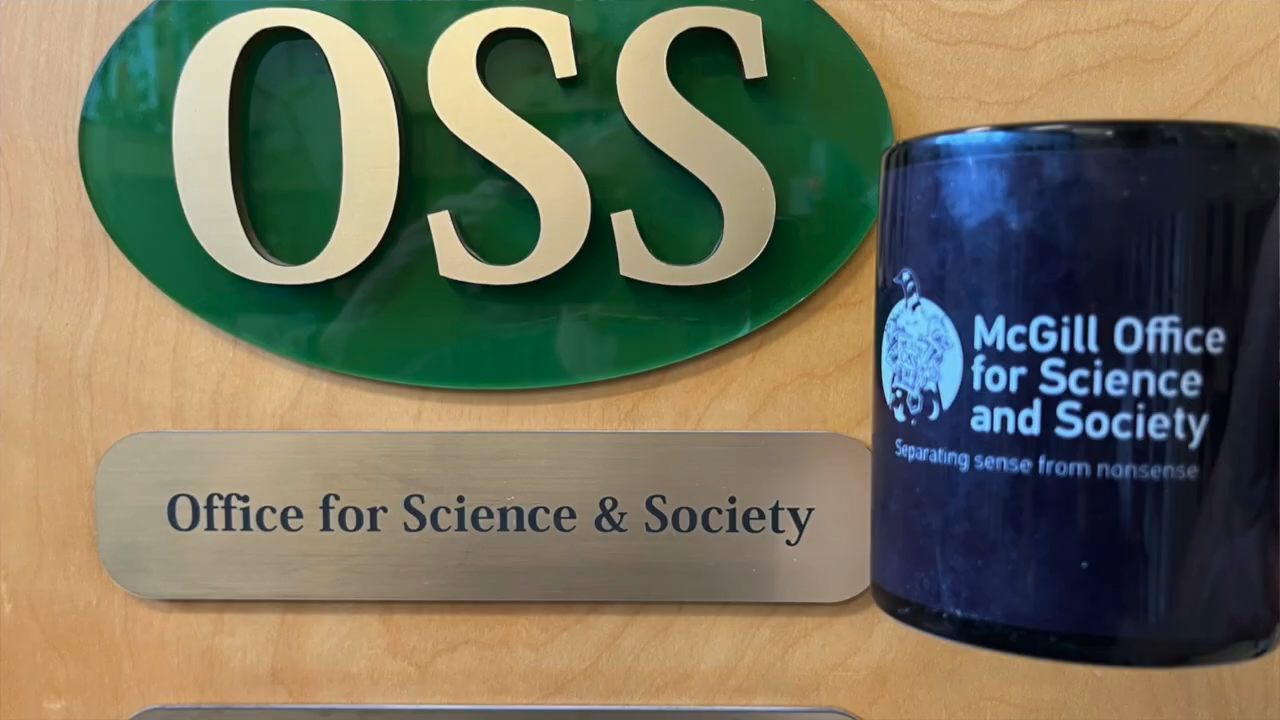 OSS
Office for Science & Society
McGill Office
for Science
and Society
Separating sense from nonsense